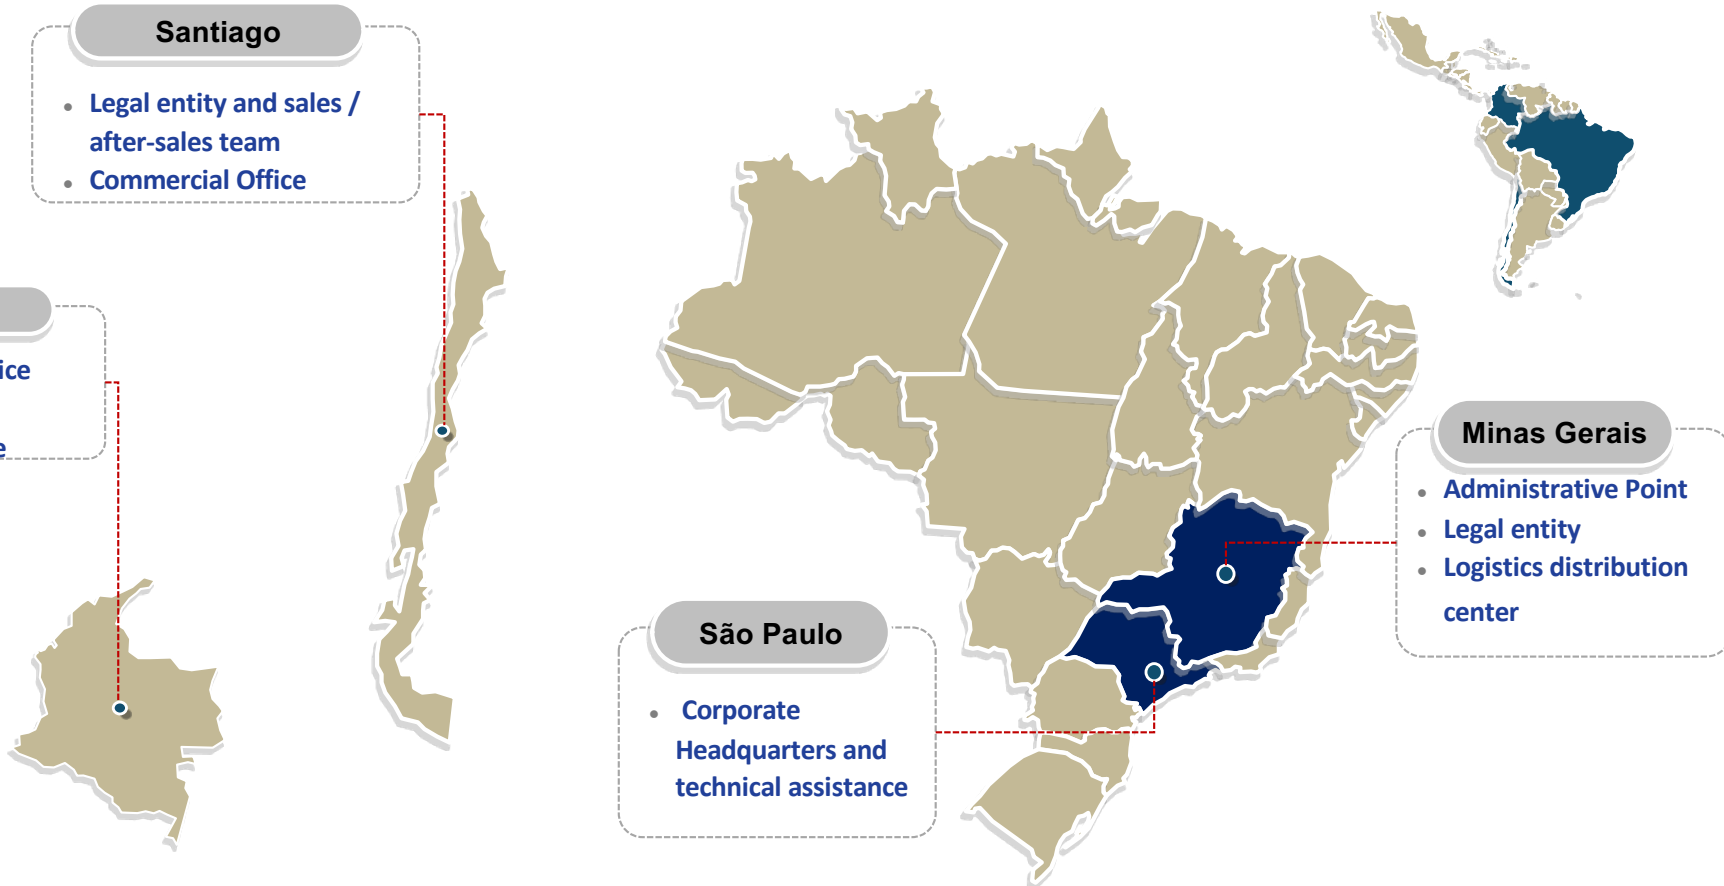 Santiago
• Legal entity and sales /
after-sales team
• Commercial Office
Minas Gerais
• Administrative Point
• Legal entity
• Logistics distribution
center
São Paulo
• Corporate
Headquarters and
technical assistance